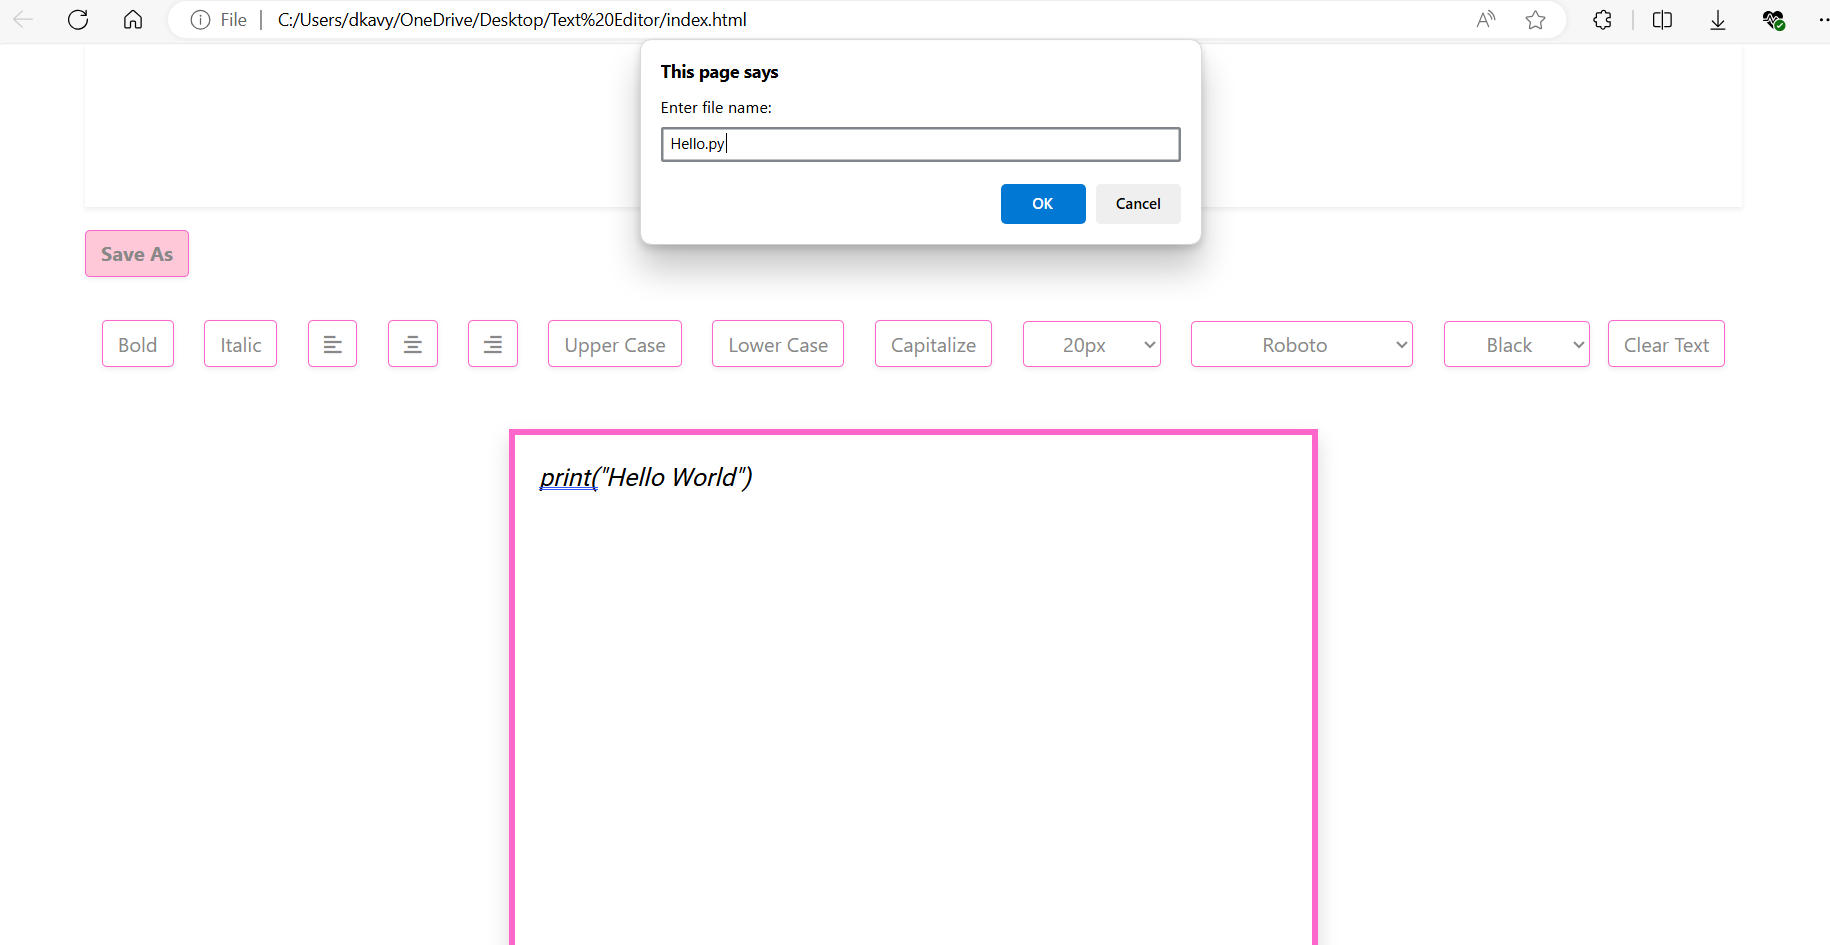 File C:/Users/dkavy/OneDrive/Desktop/Text%20Editor/index.html
This page says
Enter file name:
Hello.py
OK Cancel
Save As
Bold Italic Upper Case Lower Case Capitalize 20px Roboto Black Clear Text
print("Hello World")